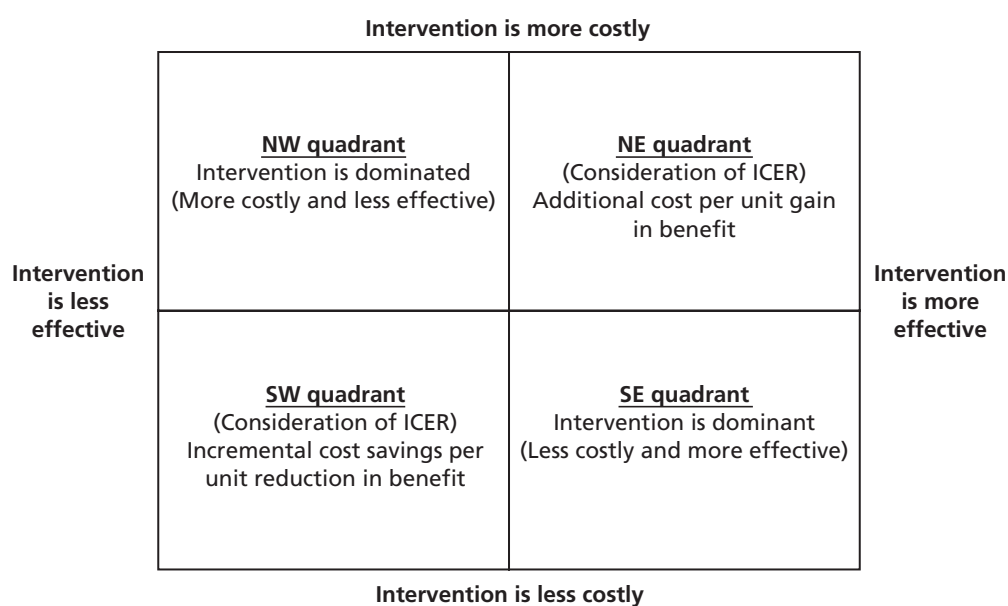 Intervention is more costly
NW quadrant
Intervention is dominated
(More costly and less effective)
NE quadrant
(Consideration of ICER)
Additional cost per unit gain
in benefit
Intervention
is less
effective
Intervention
is more
effective
SW quadrant
(Consideration of ICER)
Incremental cost savings per
unit reduction in benefit
SE quadrant
Intervention is dominant
(Less costly and more effective)
Intervention is less costly